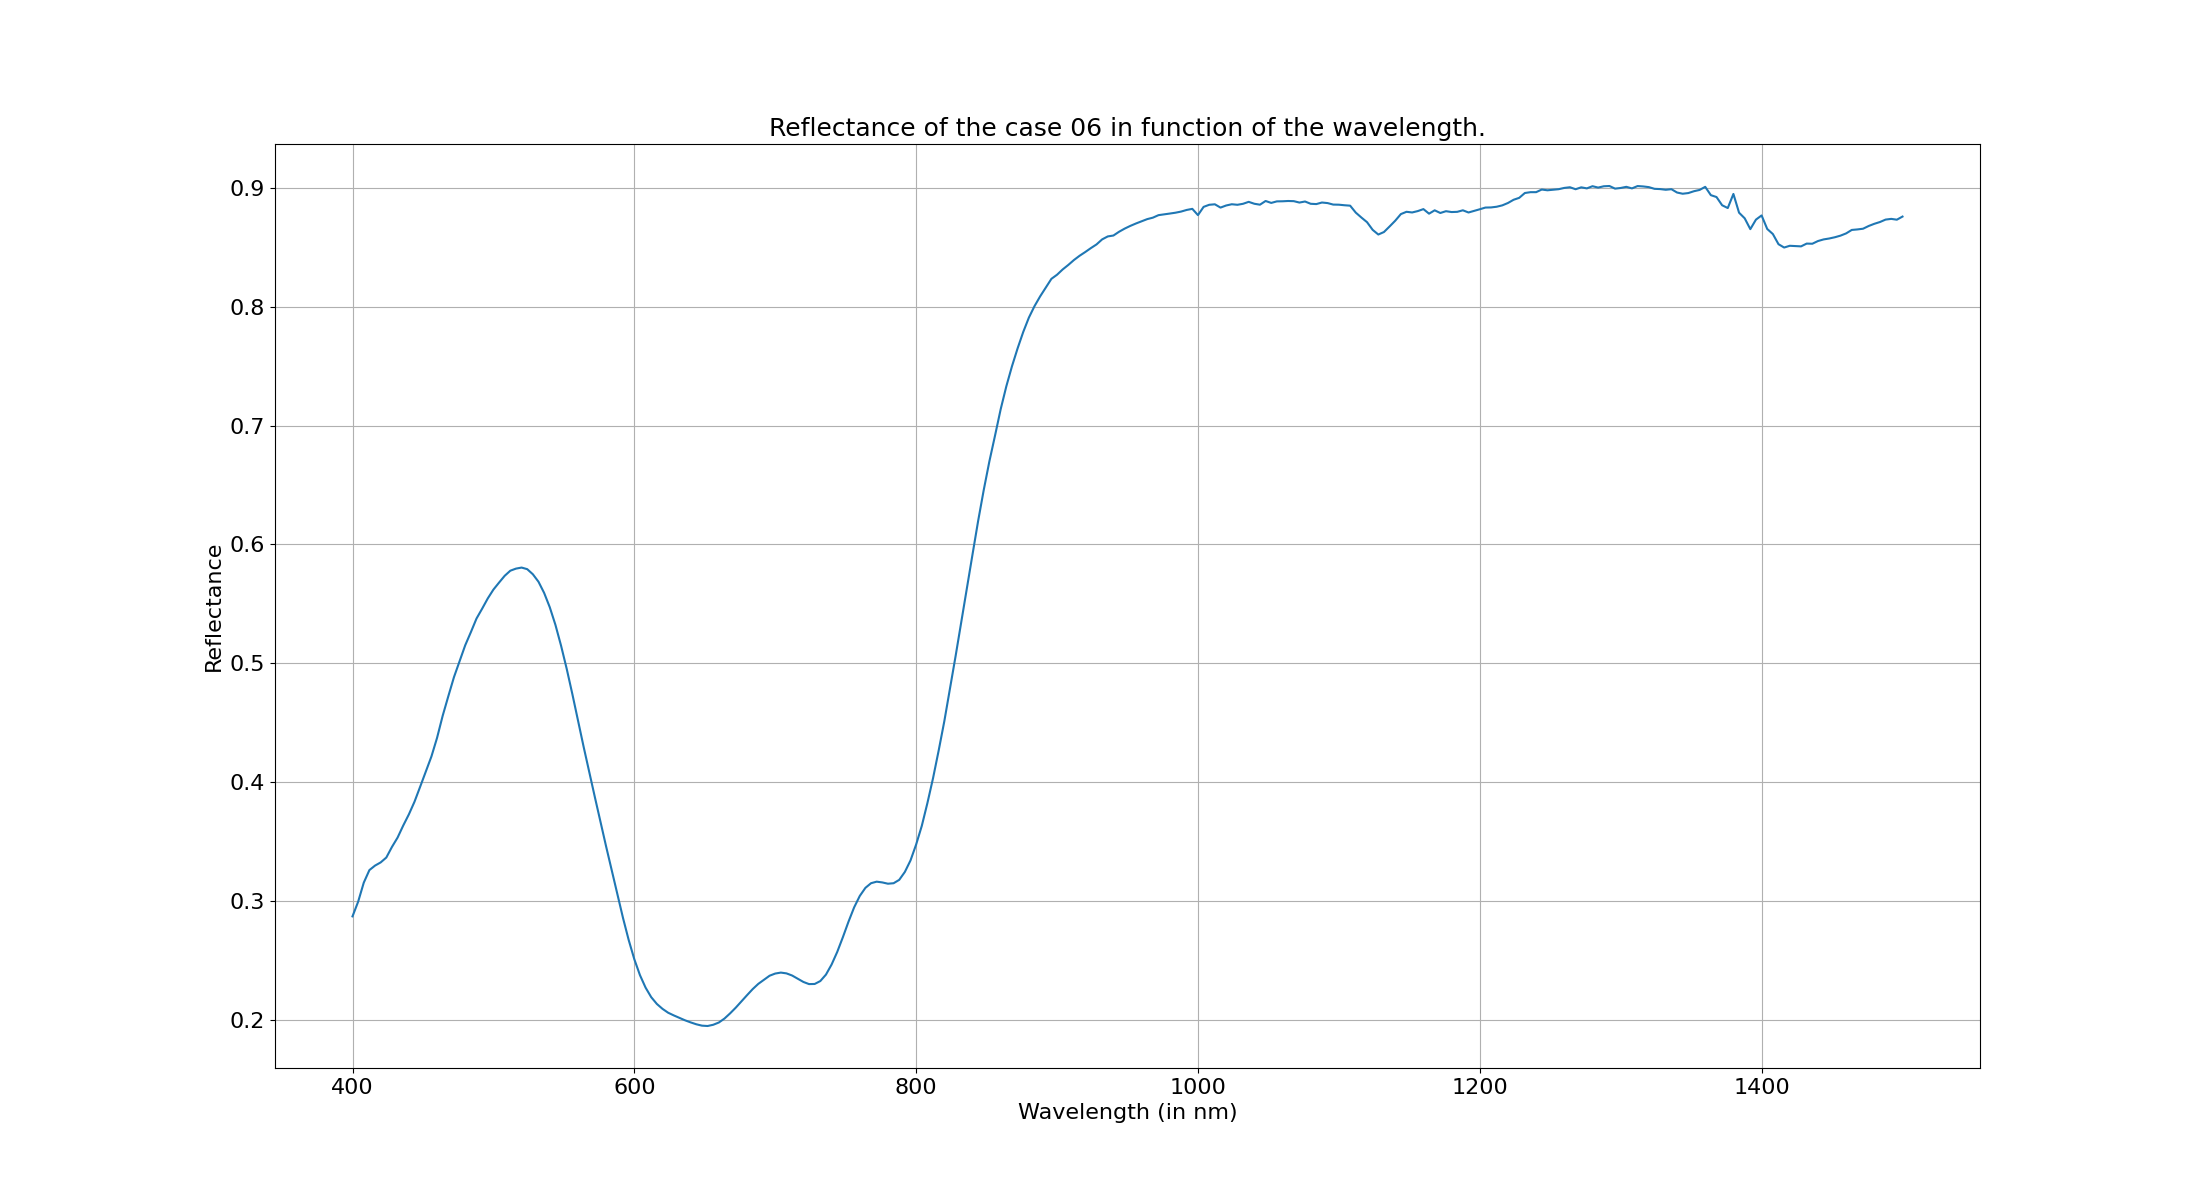 Reflectance of the case 06 in function of the wavelength.
0.9
0.8
0.7
0.6
0.5
0.4
0.3
0.2
Reflectance
400 600 800 1000 1200 1400
Wavelength (in nm)